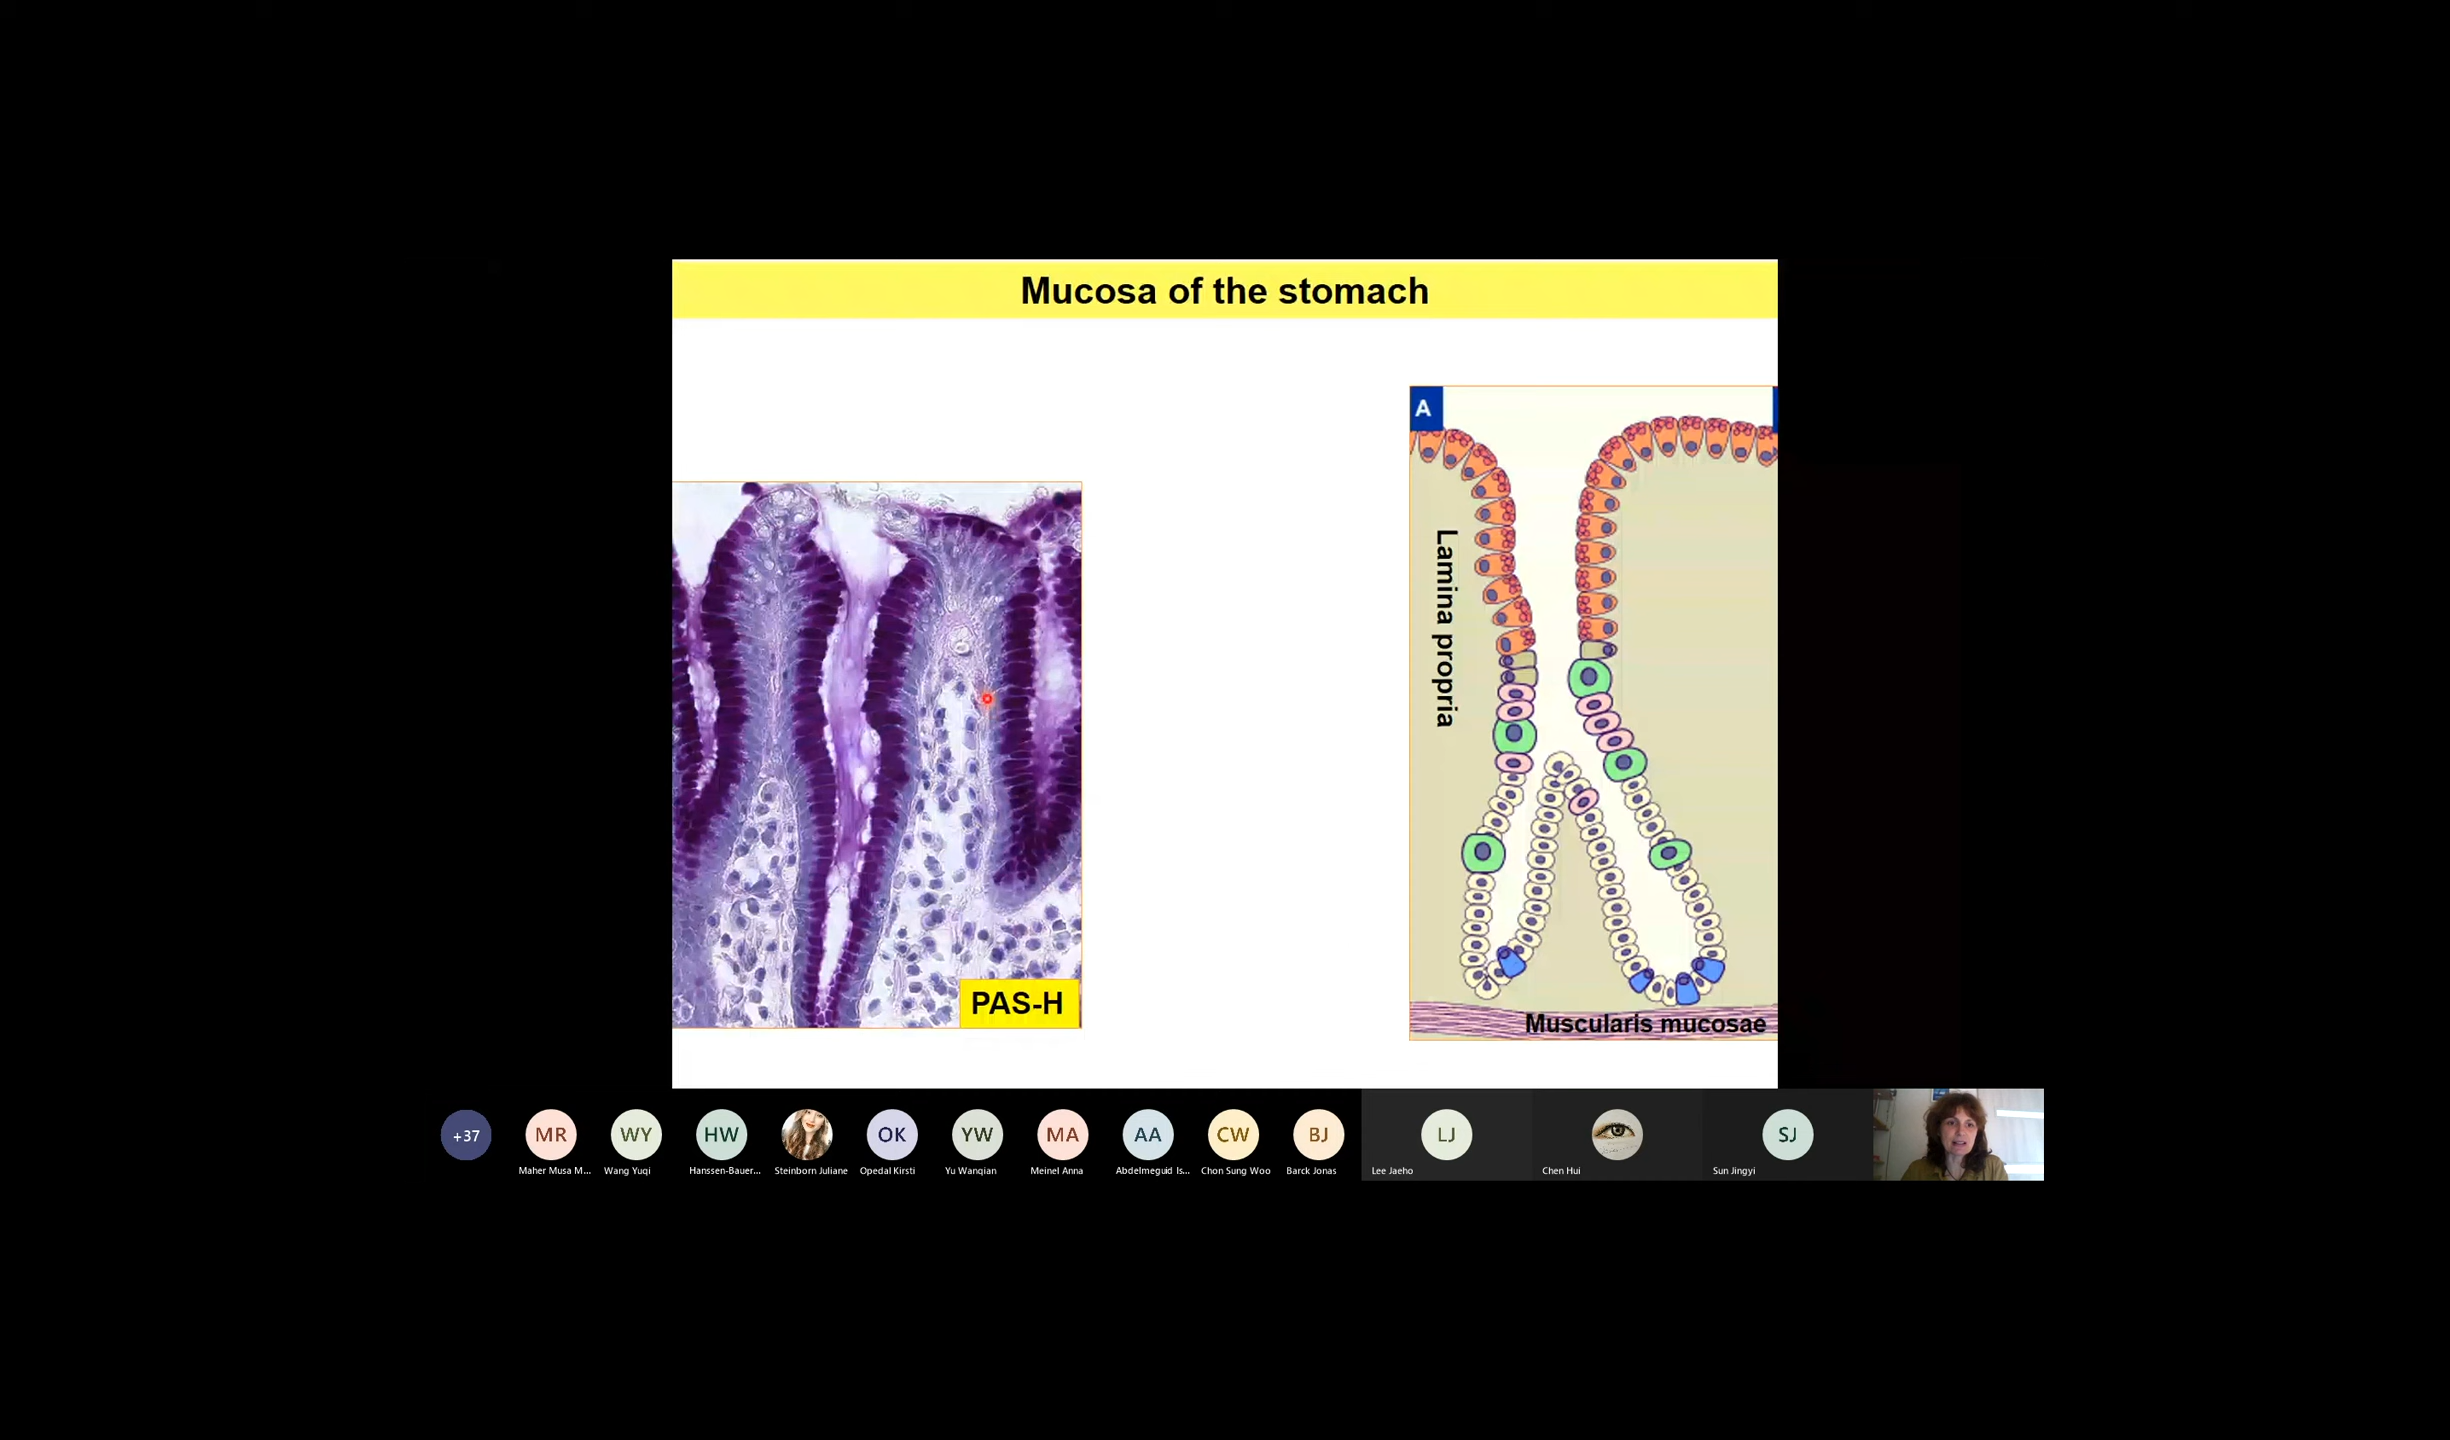 Mucosa of the stomach
A
Lamina propria
PAS-H
Muscularis mucosae
+37
MR
WY
HW
OK
YW
MA
AA
CW
BJ
LJ
SJ
Maher Musa M...
Wang Yuqi
Hanssen-Bauer...
Steinborn Juliane
Opedal Kirsti
Yu Wanqian
Meinel Anna
Abdelmeguid Is...
Chon Sung Woo
Barck Jonas
Lee Jaeho
Chen Hui
Sun Jingyi